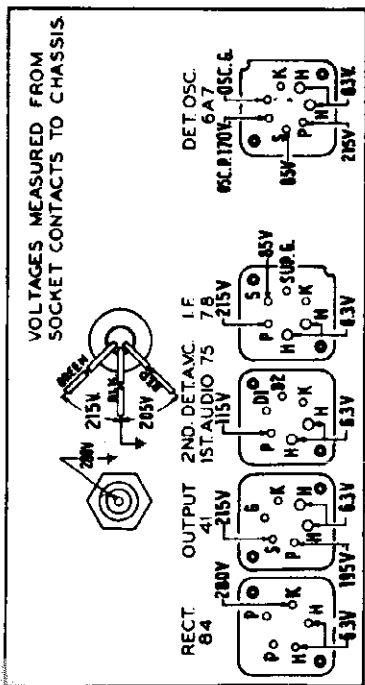 VOLTAGES MEASURED FROM
SOCKET CONTACTS TO CHASSIS.
GREEN
BLK
RED
215V.
205V
280V
RECT.
84
280V
P
P
K
H
H
6.3V
OUTPUT
41
215V
G
K
S
P
H
H
6.3V
195V
2ND. DET. A.V.C.
1ST. AUDIO 75
115V
D1
D2
P
K
H
H
6.3V
I.F.
78
215V
85V
S
SUP. G.
P
K
H
H
6.3V
DET. OSC.
6A7
OSC. P. 170V.
OSC. G.
K
S
P
H
H
85V
6.3V
215V